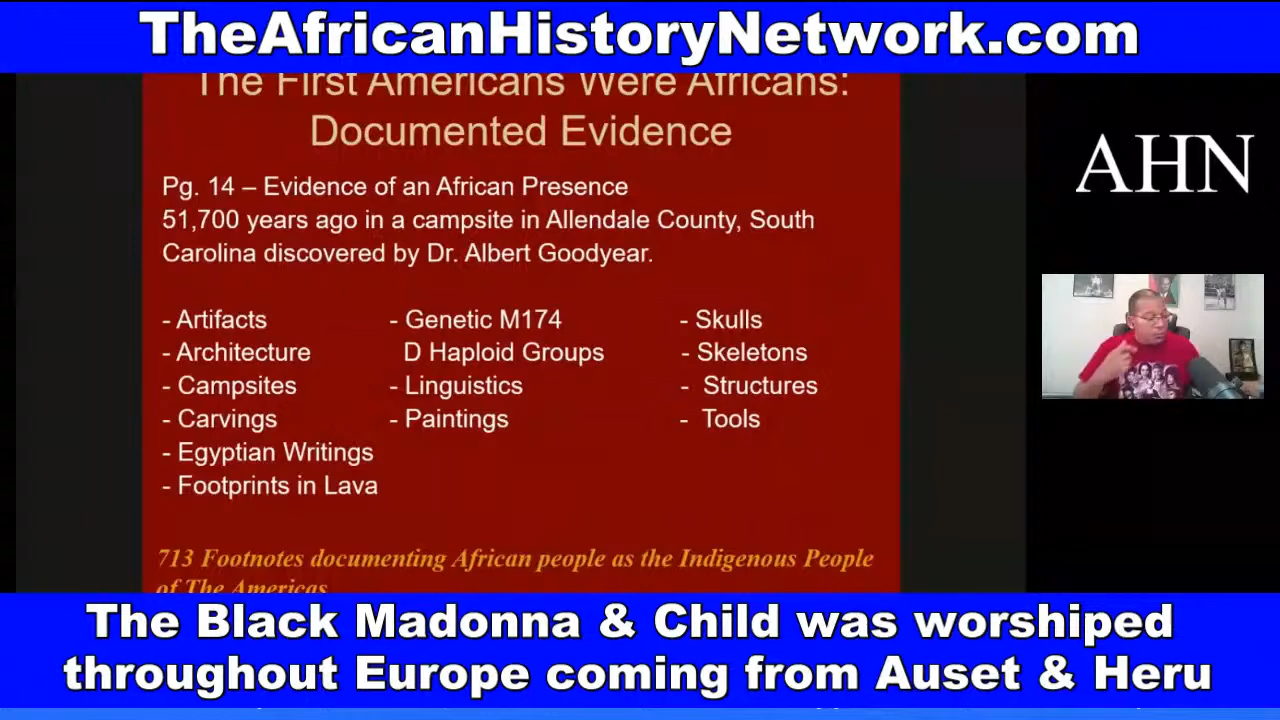 TheAfricanHistoryNetwork.com
The First Americans Were Africans:
Documented Evidence
Pg. 14 – Evidence of an African Presence
51,700 years ago in a campsite in Allendale County, South
Carolina discovered by Dr. Albert Goodyear.
- Artifacts - Genetic M174 - Skulls
- Architecture D Haploid Groups - Skeletons
- Campsites - Linguistics - Structures
- Carvings - Paintings - Tools
- Egyptian Writings
- Footprints in Lava
713 Footnotes documenting African people as the Indigenous People
of The Americas
AHN
The Black Madonna & Child was worshiped
throughout Europe coming from Auset & Heru